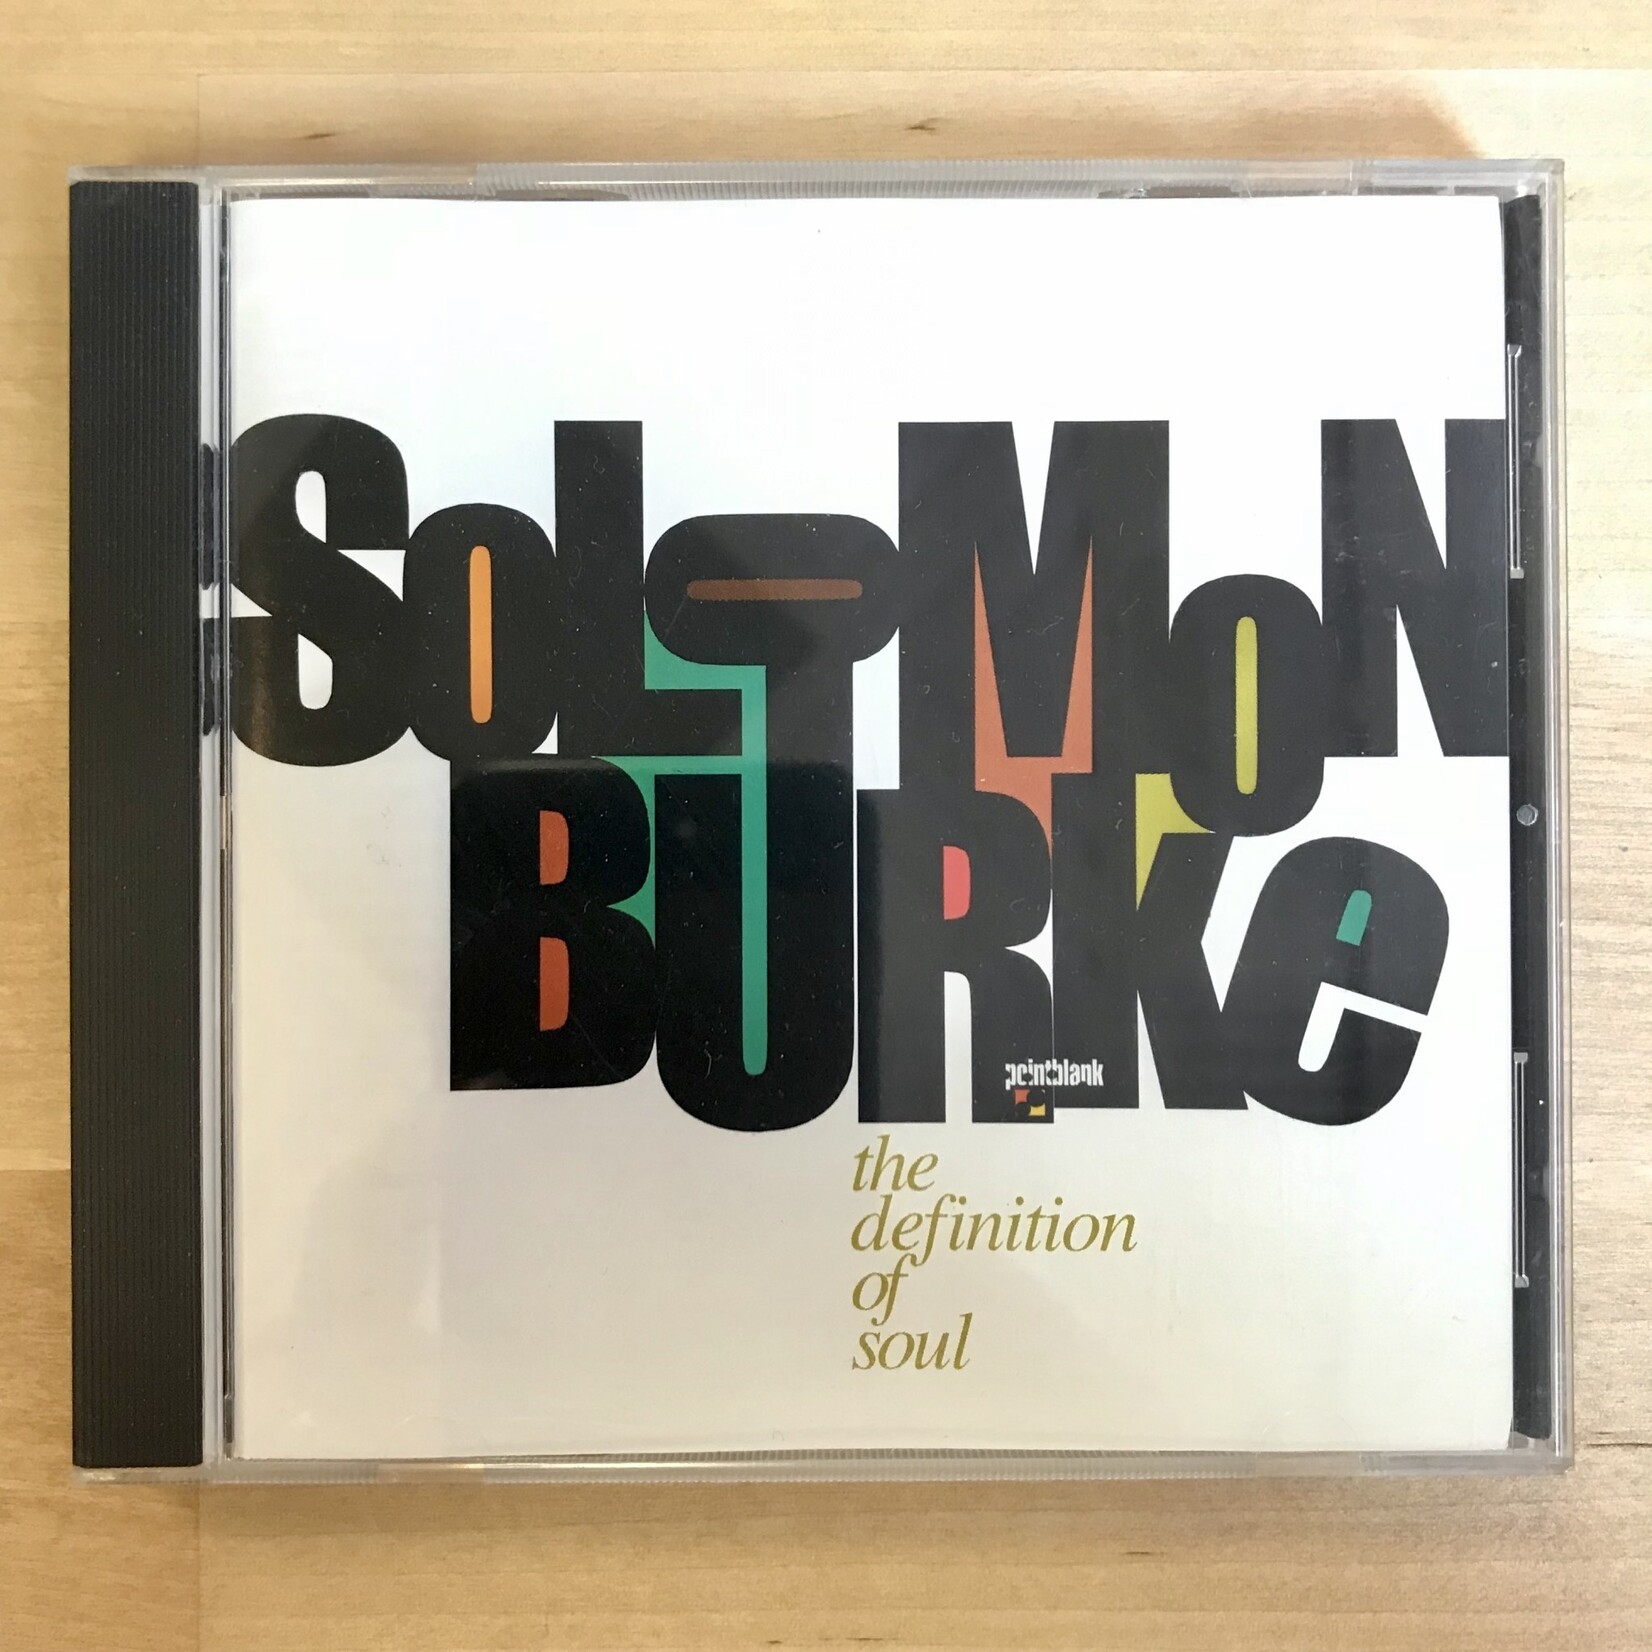 SoLOMoN
BURKe
pointblank
the
definition
of
soul